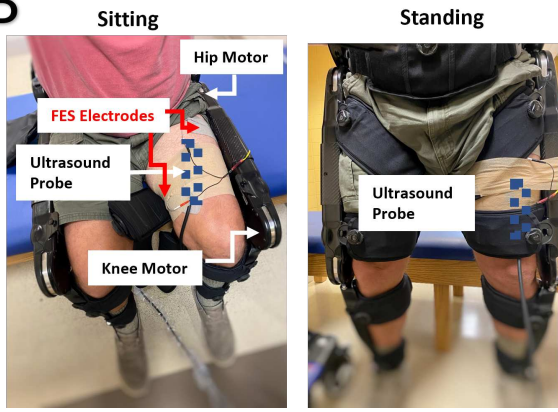 Sitting
Standing
Hip Motor
FES Electrodes
Ultrasound
Probe
Knee Motor
Ultrasound
Probe